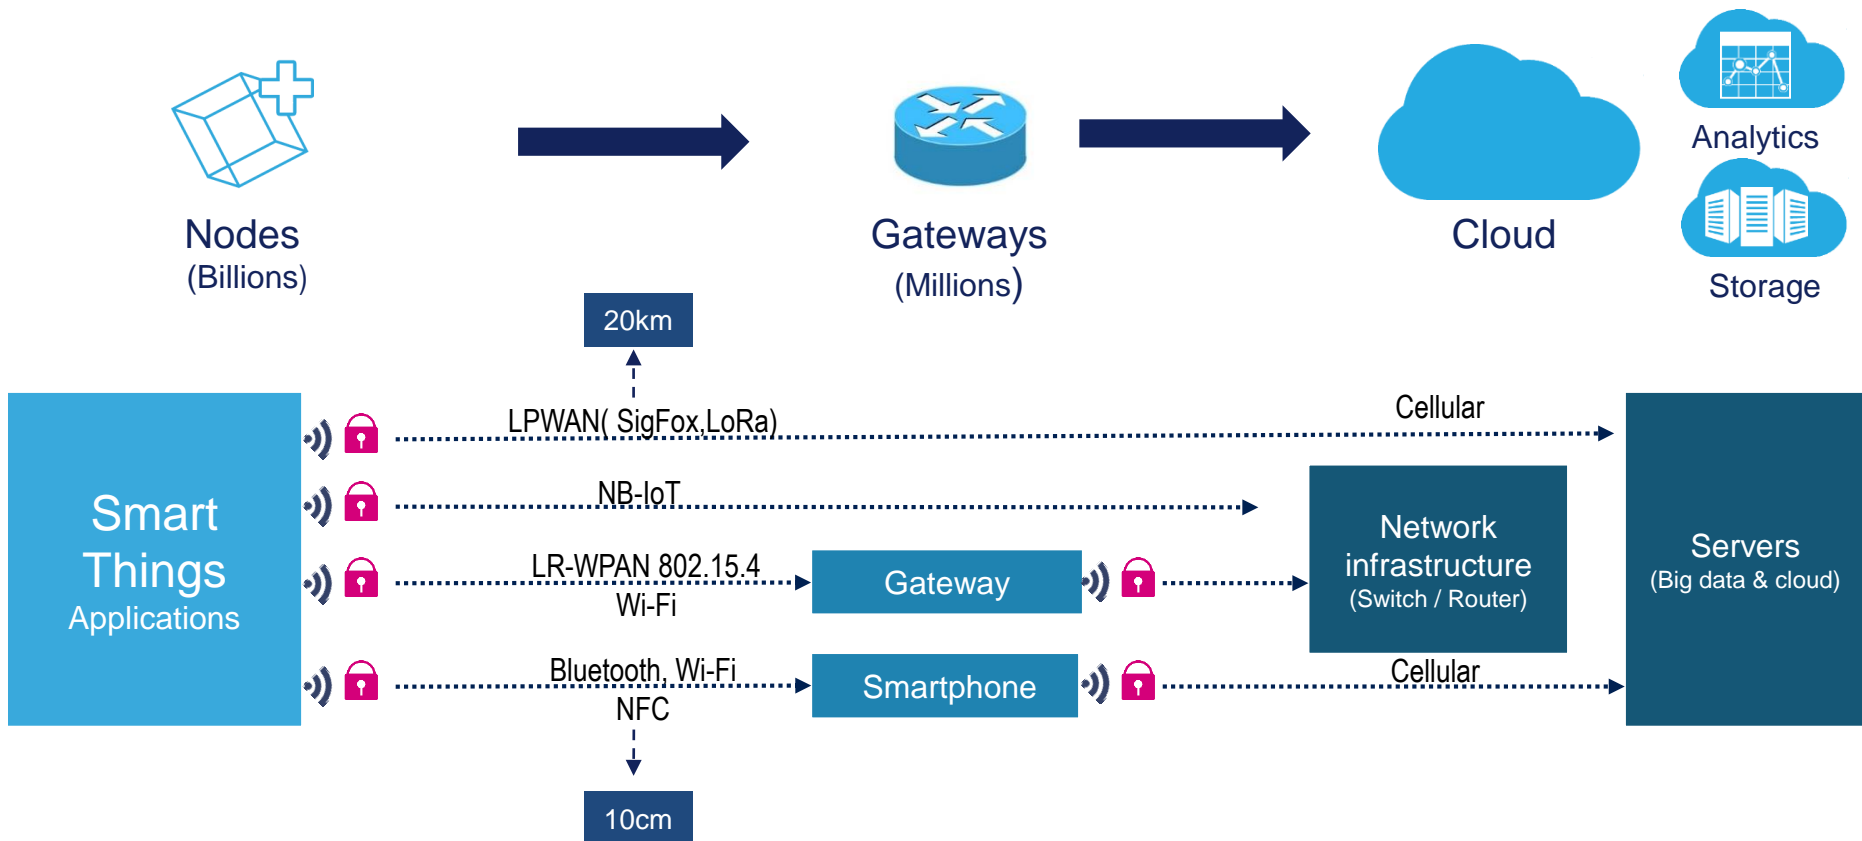 Analytics
Nodes
(Billions)
Gateways
(Millions)
Cloud
Storage
20km
LPWAN( SigFox,LoRa)
Cellular
NB-IoT
Smart
Things
Applications
LR-WPAN 802.15.4
Wi-Fi
Gateway
Network
infrastructure
(Switch / Router)
Servers
(Big data & cloud)
Bluetooth, Wi-Fi
NFC
Smartphone
Cellular
10cm